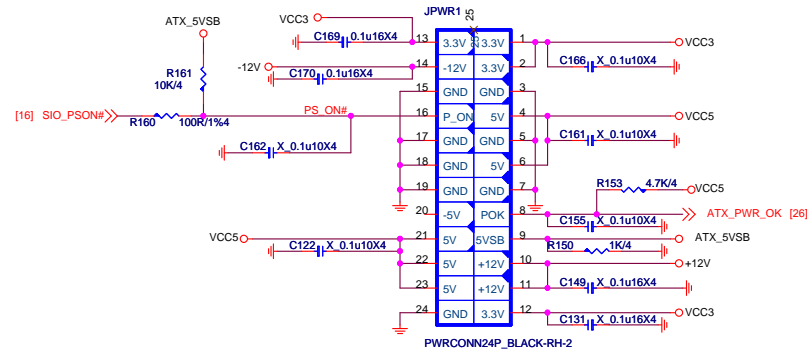 JPWR1
25
ATX_5VSB
VCC3
C169 0.1u16X4
13 3.3V 3.3V 1
VCC3
R161
10K/4
-12V
C170 0.1u16X4
14 -12V 3.3V 2
C166 X_0.1u10X4
15 GND GND 3
[16] SIO_PSON#
R160 100R/1%4
PS_ON#
16 P_ON 5V 4
VCC5
C162 X_0.1u10X4
17 GND GND 5
C161 X_0.1u10X4
18 GND 5V 6
19 GND GND 7
R153 4.7K/4
VCC5
20 -5V POK 8
ATX_PWR_OK [26]
C155 X_0.1u10X4
VCC5
21 5V 5VSB 9
ATX_5VSB
C122 X_0.1u10X4
R150 1K/4
22 5V +12V 10
+12V
23 5V +12V 11
C149 X_0.1u16X4
24 GND 3.3V 12
VCC3
C131 X_0.1u16X4
PWRCONN24P_BLACK-RH-2